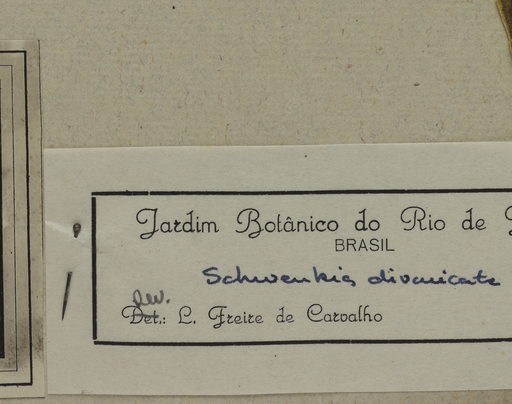 Jardim Botânico do Rio de
BRASIL
Schwenkia divaricata
Rev.
Det.: L. Freire de Carvalho